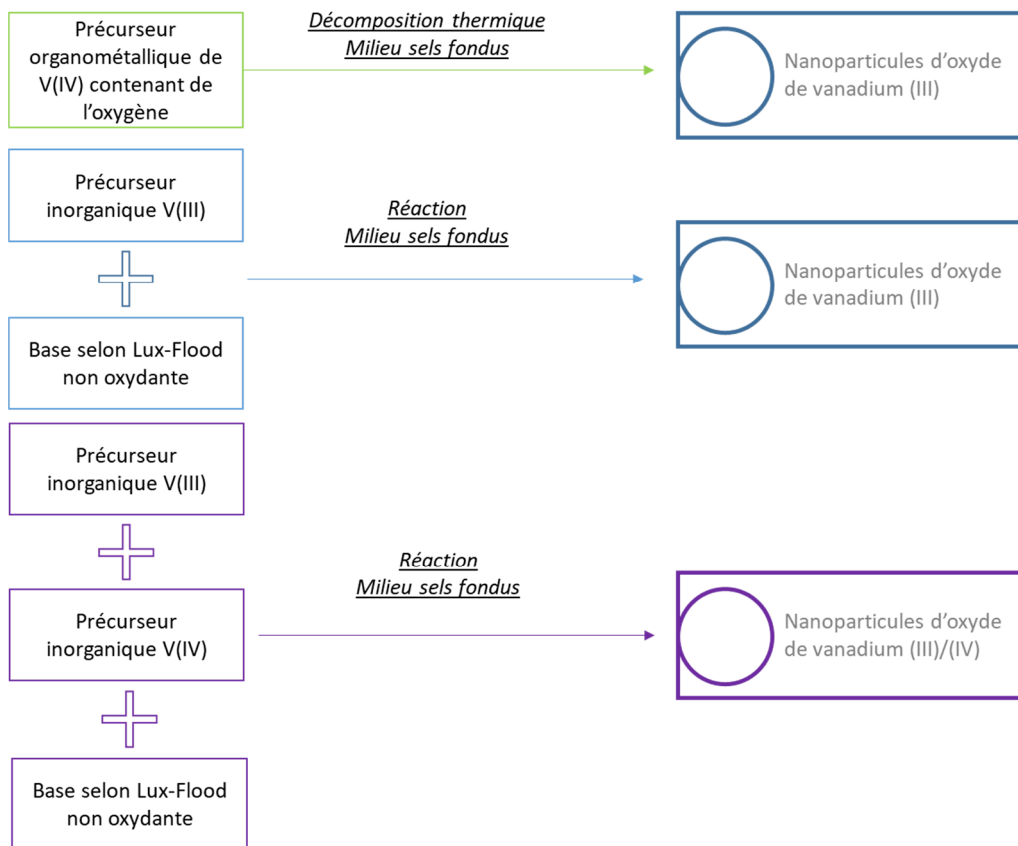 Précurseur
organométallique de
V(IV) contenant de
l'oxygène
Décomposition thermique
Milieu sels fondus
Nanoparticules d'oxyde
de vanadium (III)
Précurseur
inorganique V(III)
Réaction
Milieu sels fondus
Nanoparticules d'oxyde
de vanadium (III)
Base selon Lux-Flood
non oxydante
Précurseur
inorganique V(III)
Réaction
Milieu sels fondus
Précurseur
inorganique V(IV)
Nanoparticules d'oxyde
de vanadium (III)/(IV)
Base selon Lux-Flood
non oxydante